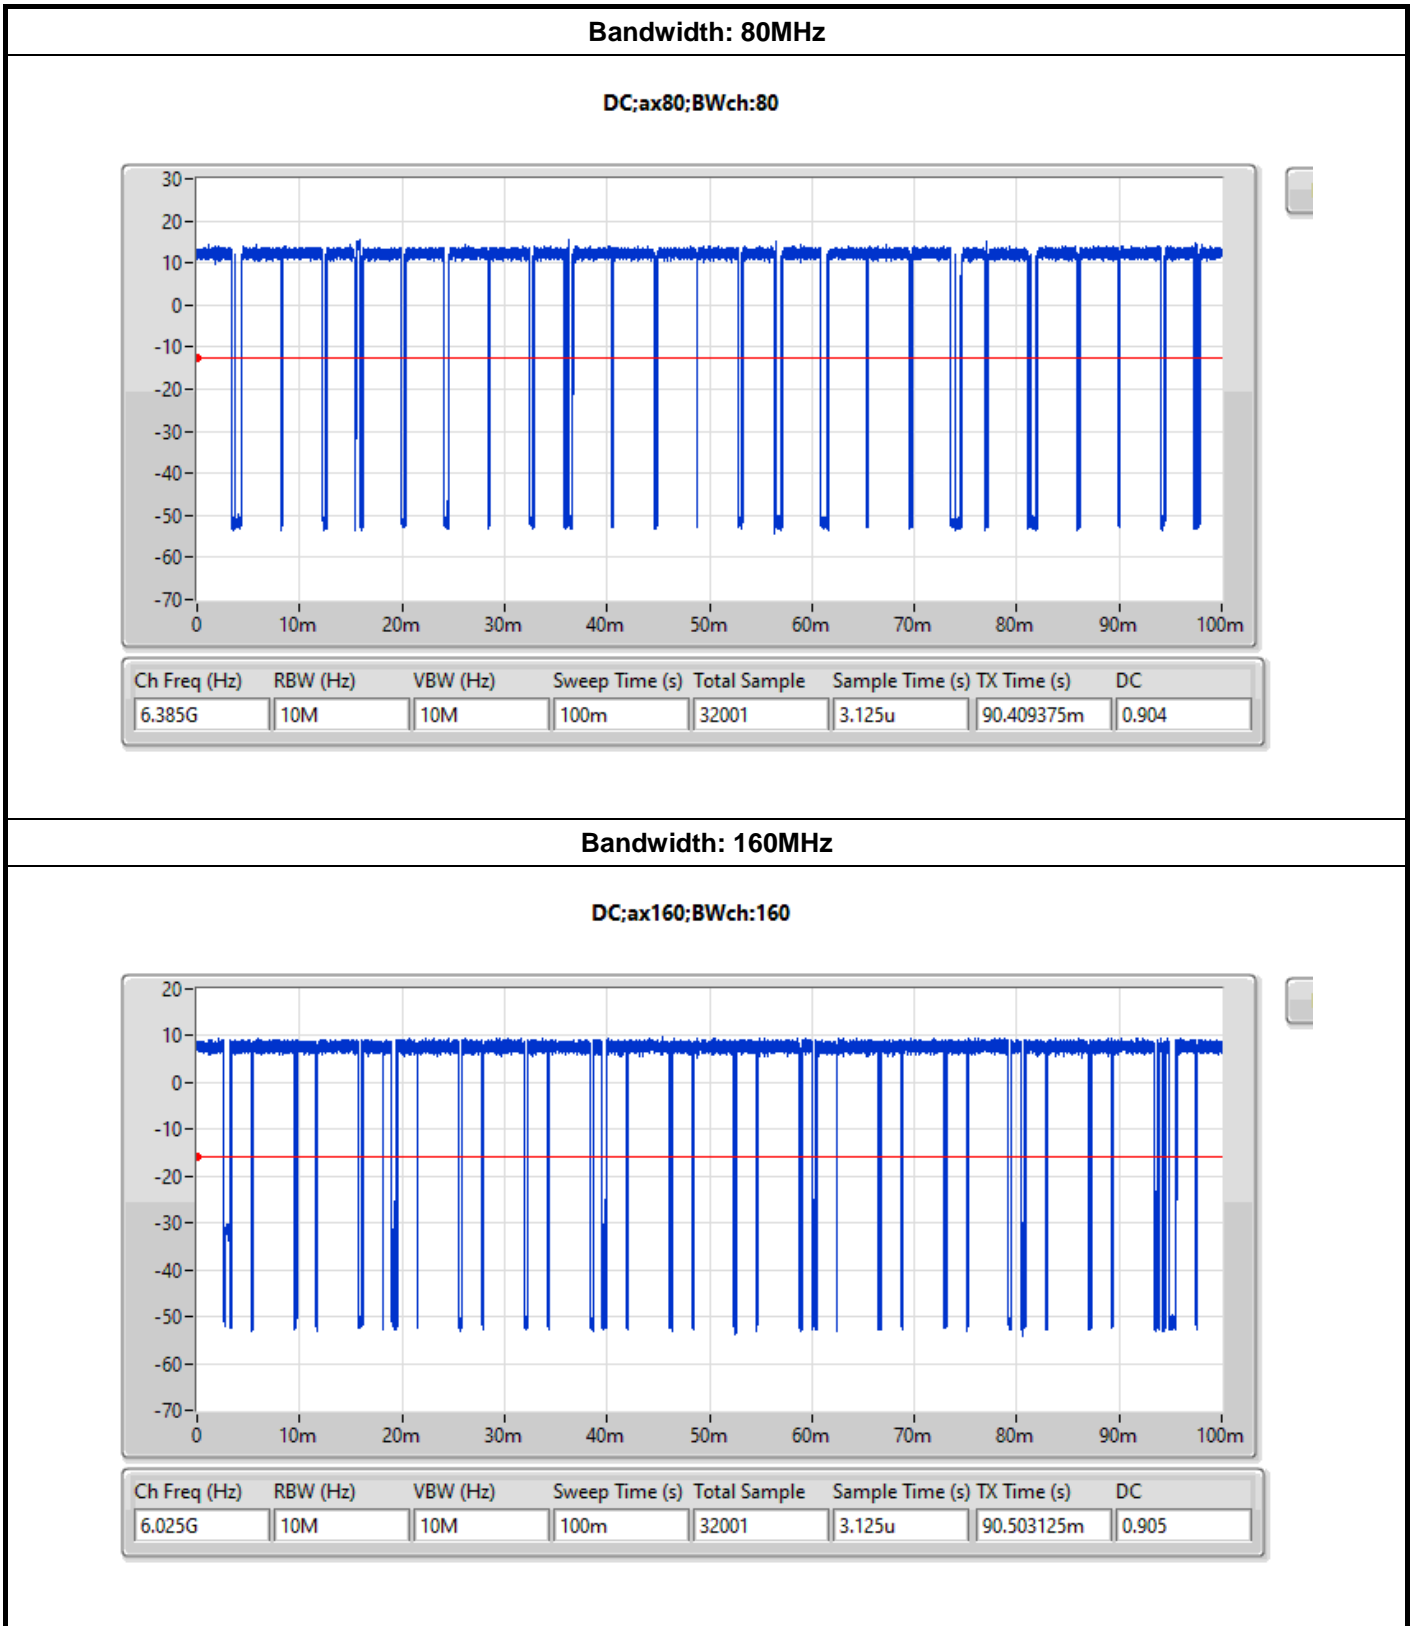 Bandwidth: 80MHz
DC;ax80;BWch:80
30
20
10
0
-10
-20
-30
-40
-50
-60
-70
0 10m 20m 30m 40m 50m 60m 70m 80m 90m 100m
Ch Freq (Hz) RBW (Hz) VBW (Hz) Sweep Time (s) Total Sample Sample Time (s) TX Time (s) DC
6.385G 10M 10M 100m 32001 3.125u 90.409375m 0.904
Bandwidth: 160MHz
DC;ax160;BWch:160
20
10
0
-10
-20
-30
-40
-50
-60
-70
0 10m 20m 30m 40m 50m 60m 70m 80m 90m 100m
Ch Freq (Hz) RBW (Hz) VBW (Hz) Sweep Time (s) Total Sample Sample Time (s) TX Time (s) DC
6.025G 10M 10M 100m 32001 3.125u 90.503125m 0.905